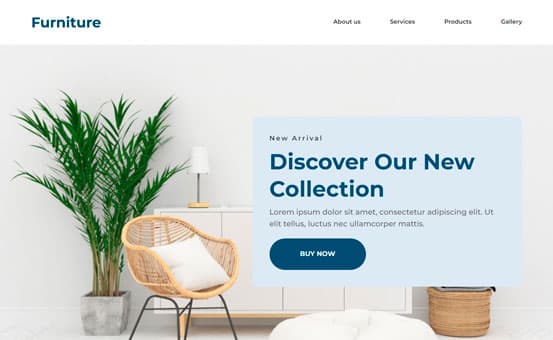 Furniture
About us
Services
Products
Gallery
New Arrival
Discover Our New
Collection
Lorem ipsum dolor sit amet, consectetur adipiscing elit. Ut
elit tellus, luctus nec ullamcorper mattis.
BUY NOW